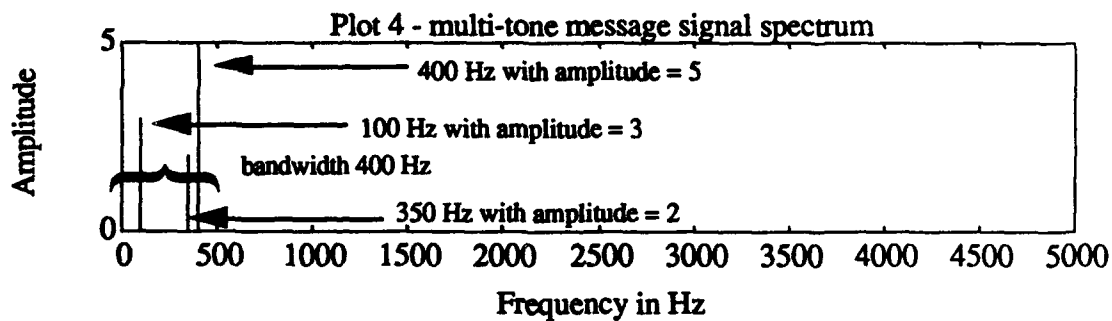 Plot 4 - multi-tone message signal spectrum
5
400 Hz with amplitude = 5
100 Hz with amplitude = 3
bandwidth 400 Hz
350 Hz with amplitude = 2
0
Amplitude
0 500 1000 1500 2000 2500 3000 3500 4000 4500 5000
Frequency in Hz